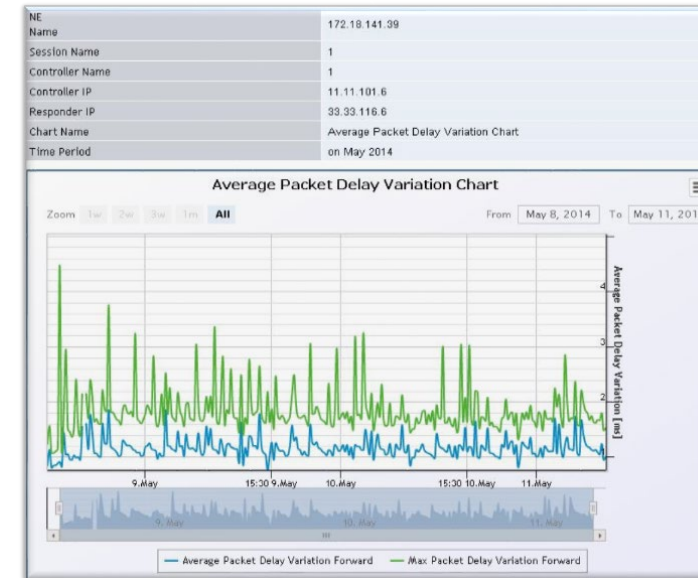 NE
Name 172.18.141.39
Session Name 1
Controller Name 1
Controller IP 11.11.101.6
Responder IP 33.33.116.6
Chart Name Average Packet Delay Variation Chart
Time Period on May 2014
Average Packet Delay Variation Chart
Zoom 1w 2w 3w 1m All From May 8, 2014 To May 11, 201
4
3
2
Average Packet Delay Variation [ms]
9.May 15:30 9.May 10.May 15:30 10.May 11.May
9. May 10. May 11. May
Average Packet Delay Variation Forward Max Packet Delay Variation Forward